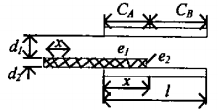 C_A C_B
d_1 x e_1
d_2 e_2
x
l